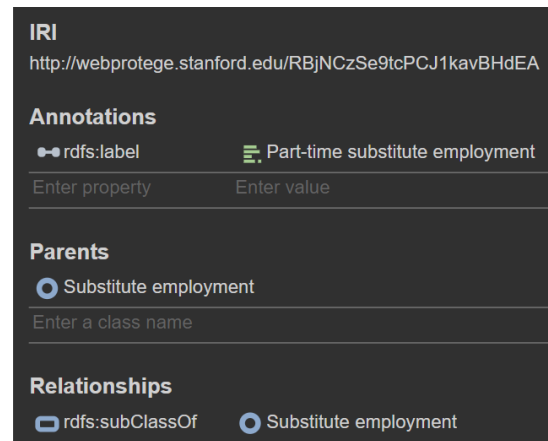 IRI
http://webprotege.stanford.edu/RBjNCzSe9tcPCJ1kavBHdEA
Annotations
rdfs:label Part-time substitute employment
Enter property Enter value
Parents
Substitute employment
Enter a class name
Relationships
rdfs:subClassOf Substitute employment